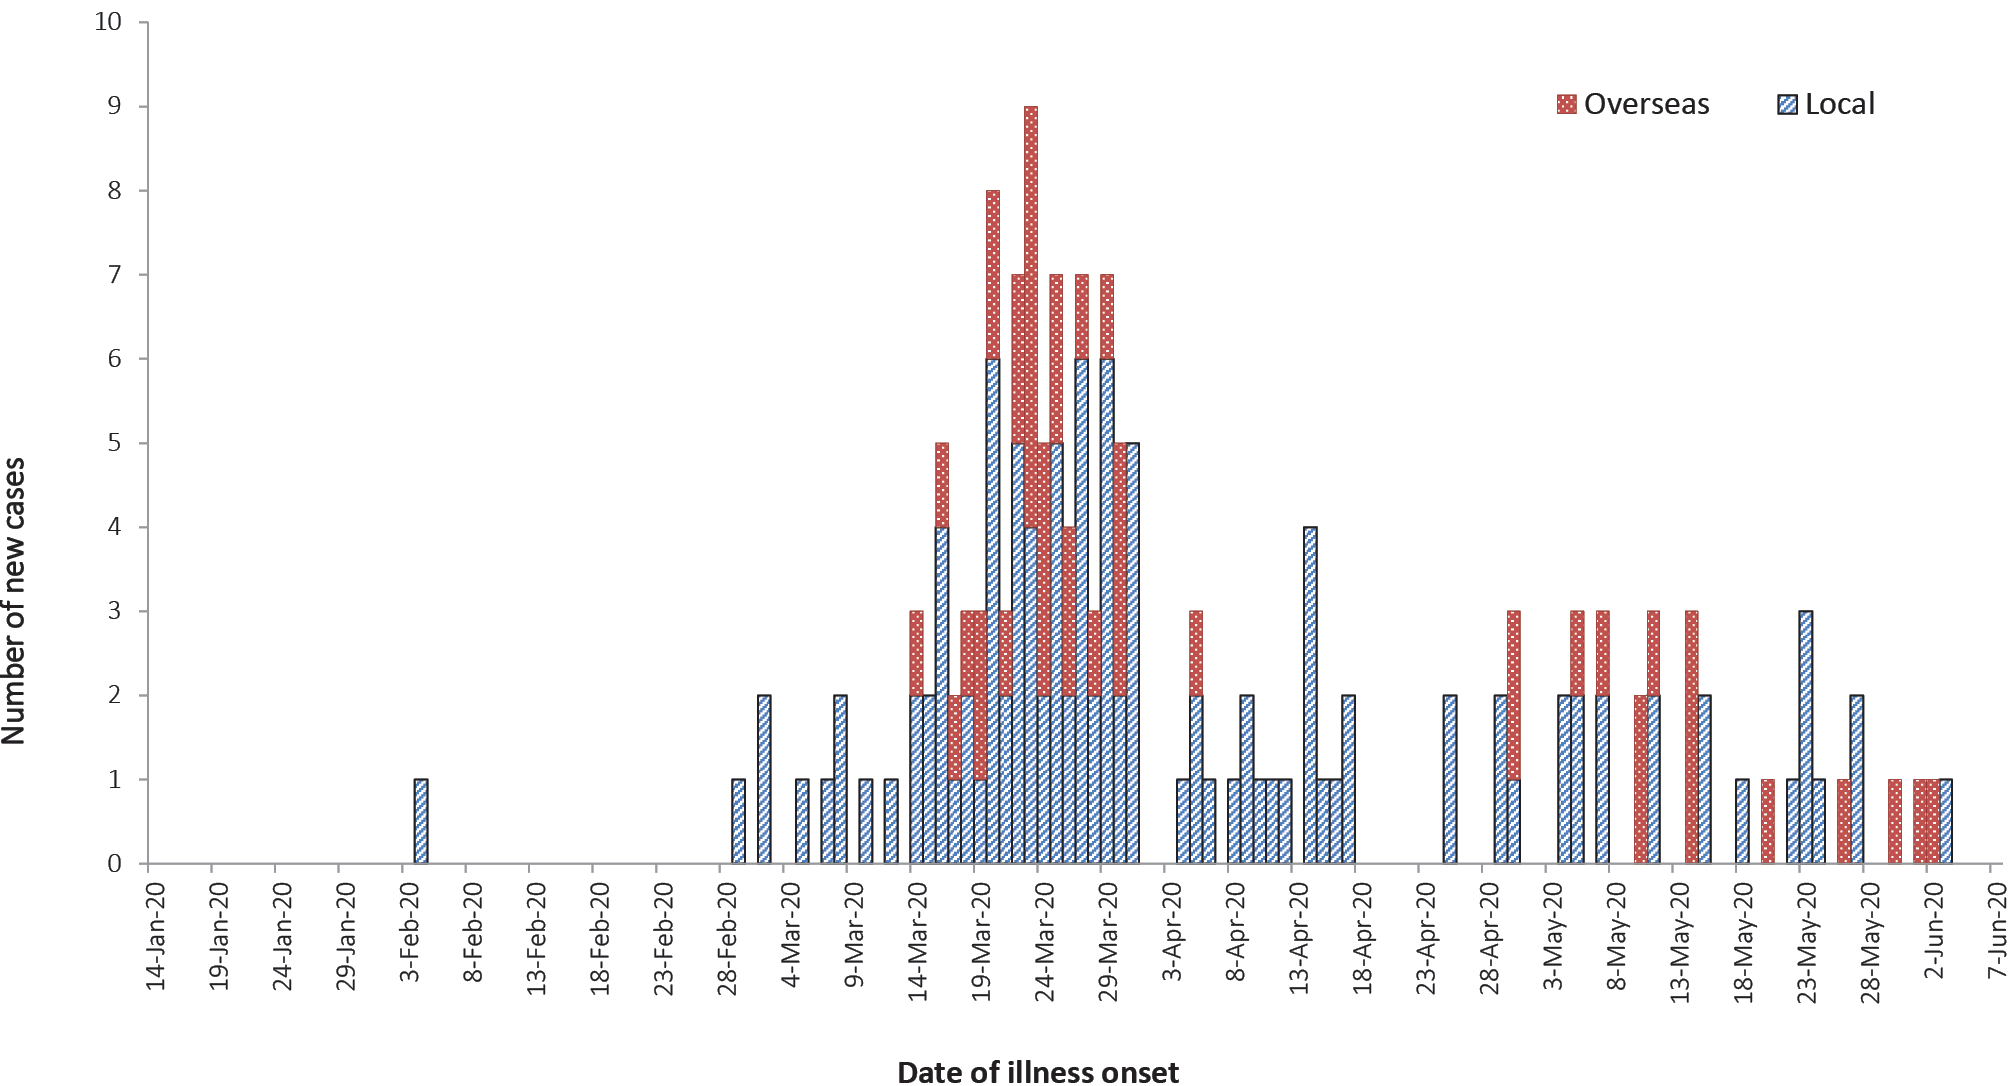 10
9
8
7
6
5
4
3
2
1
0
Number of new cases
Overseas
Local
14-Jan-20
19-Jan-20
24-Jan-20
29-Jan-20
3-Feb-20
8-Feb-20
13-Feb-20
18-Feb-20
23-Feb-20
28-Feb-20
4-Mar-20
9-Mar-20
14-Mar-20
19-Mar-20
24-Mar-20
29-Mar-20
3-Apr-20
8-Apr-20
13-Apr-20
18-Apr-20
23-Apr-20
28-Apr-20
3-May-20
8-May-20
13-May-20
18-May-20
23-May-20
28-May-20
2-Jun-20
7-Jun-20
Date of illness onset